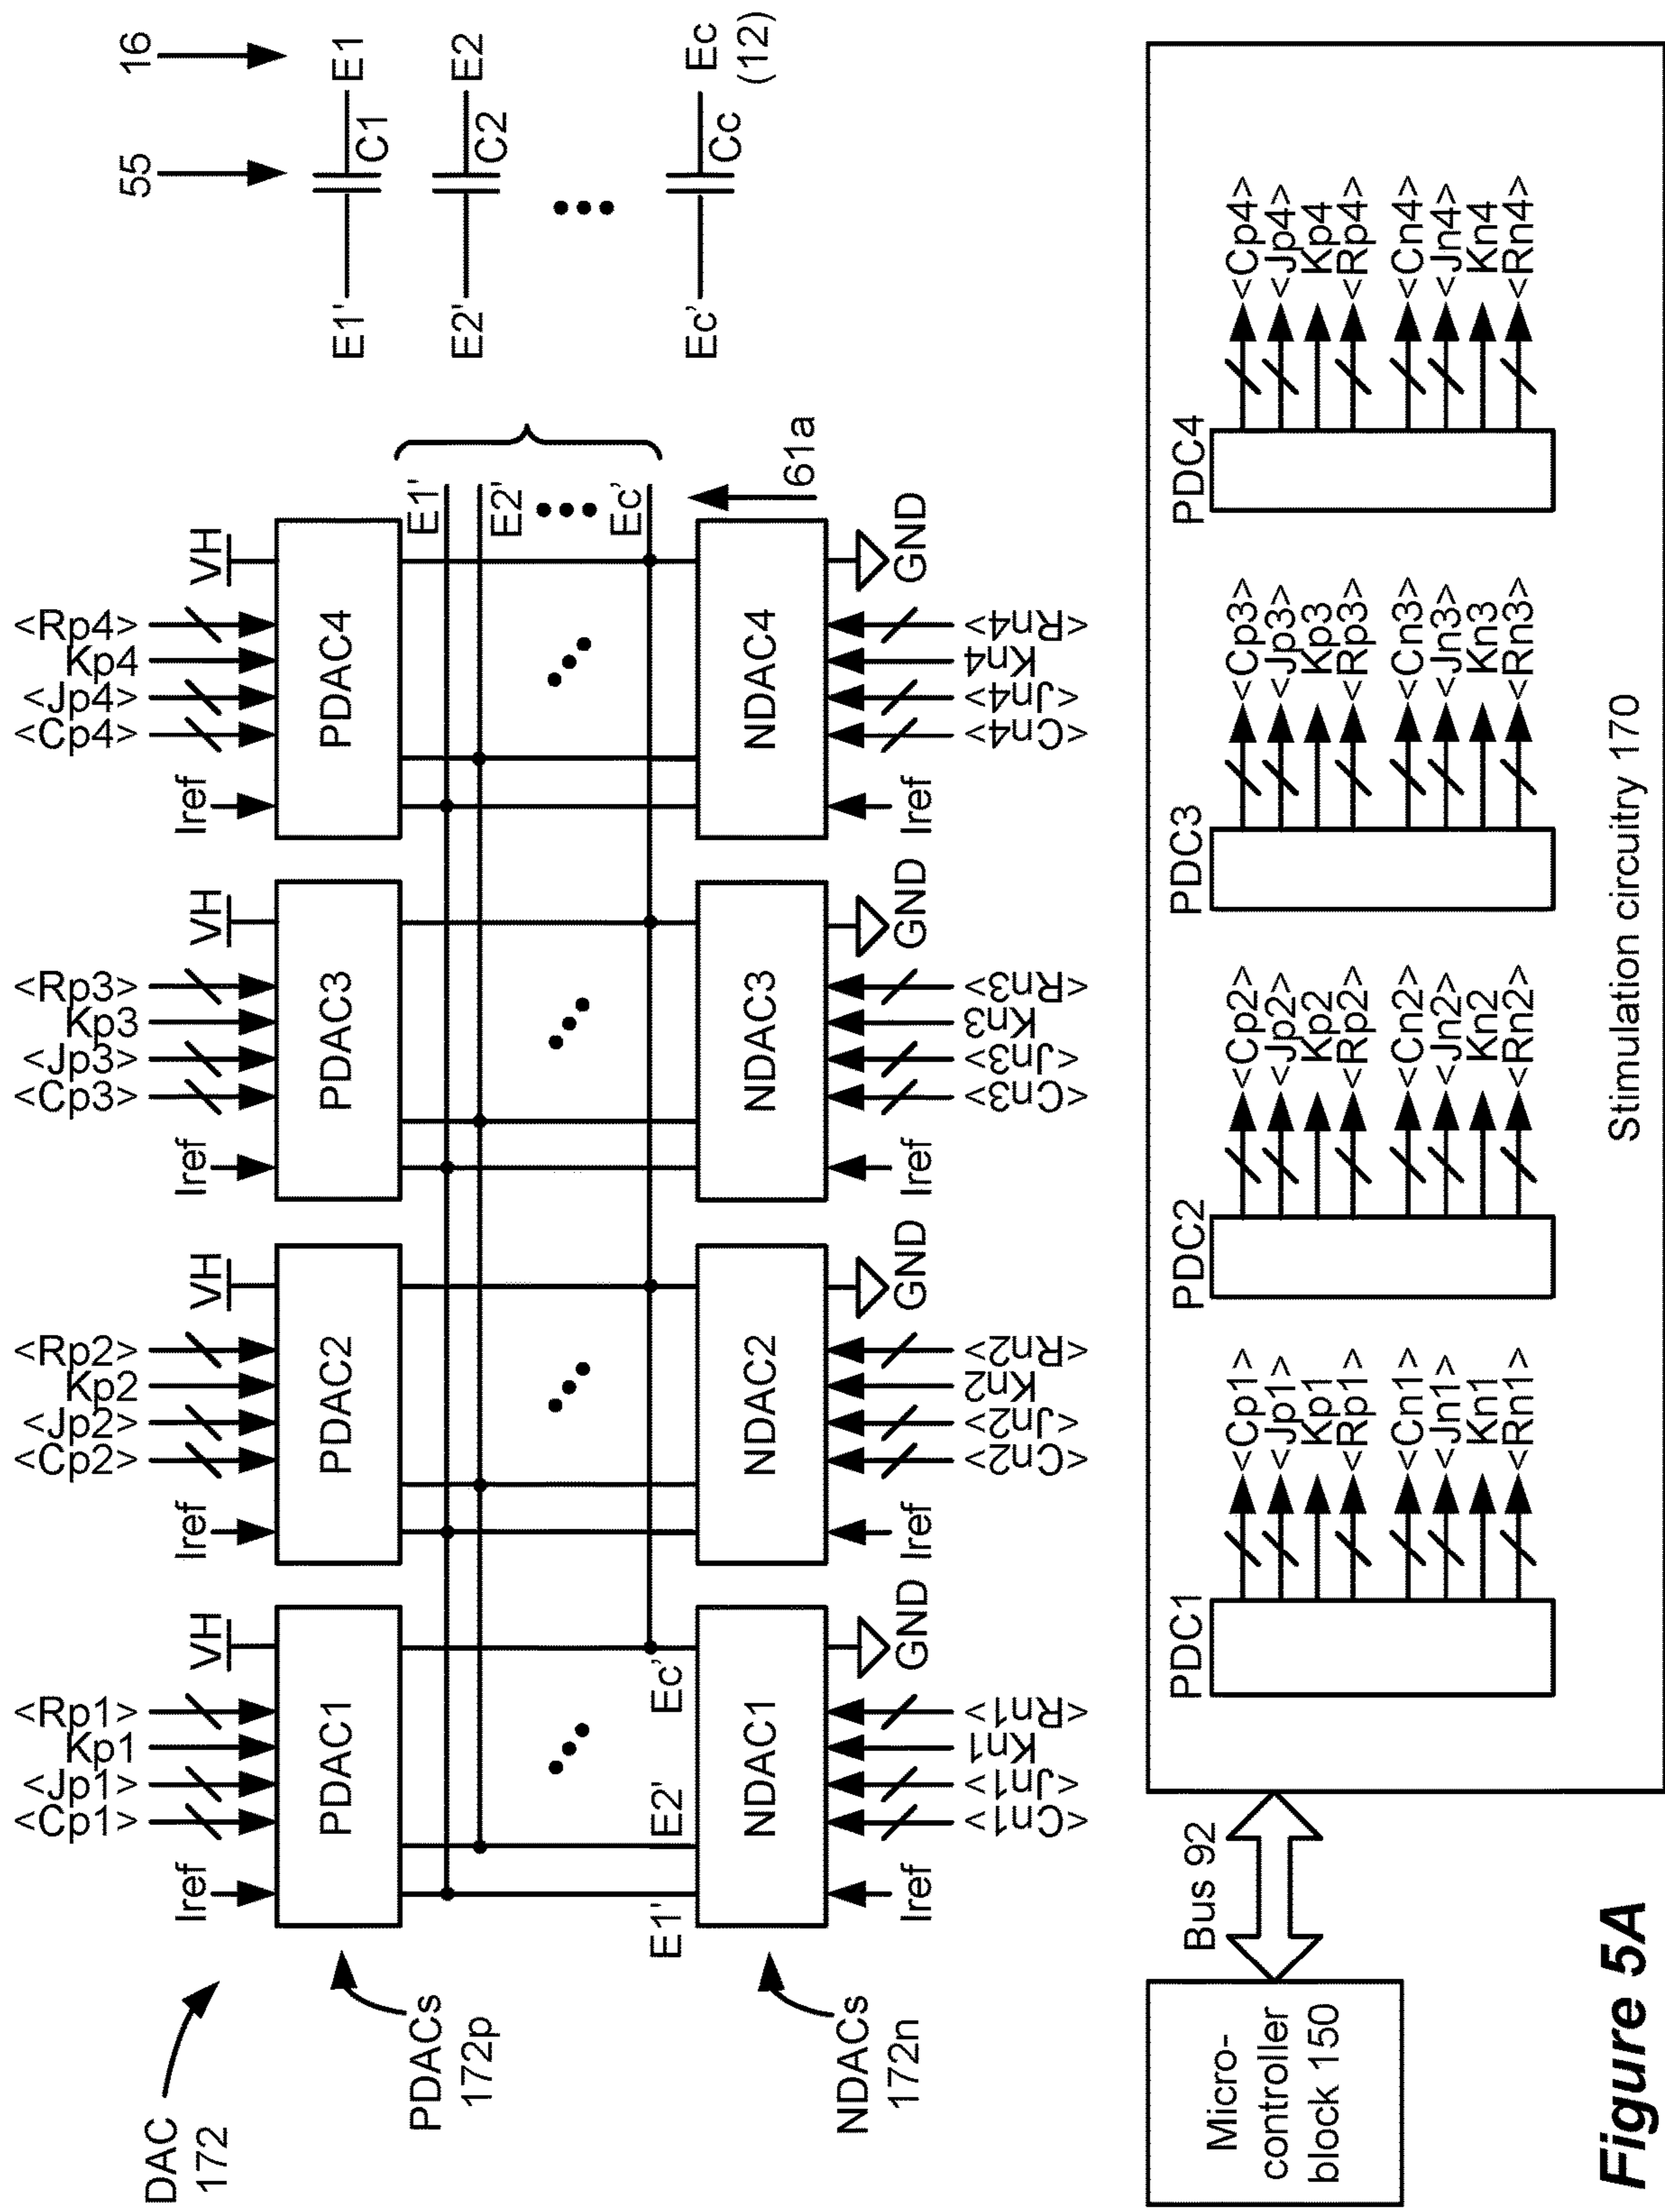 DAC
172
<Cp1>
<Jp1>
Kp1
<Rp1>
Iref
VH
PDAC1
<Cp2>
<Jp2>
Kp2
<Rp2>
Iref
VH
PDAC2
<Cp3>
<Jp3>
Kp3
<Rp3>
Iref
VH
PDAC3
<Cp4>
<Jp4>
Kp4
<Rp4>
Iref
VH
PDAC4
PDACs
172p
E1'
E2'
Ec'
E1'
E2'
Ec'
61a
NDACs
172n
NDAC1
Iref
GND
<Cn1>
<Jn1>
Kn1
<Rn1>
NDAC2
Iref
GND
<Cn2>
<Jn2>
Kn2
<Rn2>
NDAC3
Iref
GND
<Cn3>
<Jn3>
Kn3
<Rn3>
NDAC4
Iref
GND
<Cn4>
<Jn4>
Kn4
<Rn4>
55
16
E1'
C1
E1
E2'
C2
E2
Ec'
Cc
Ec
(12)
Micro-
controller
block 150
Bus 92
PDC1
<Cp1>
<Jp1>
Kp1
<Rp1>
<Cn1>
<Jn1>
Kn1
<Rn1>
PDC2
<Cp2>
<Jp2>
Kp2
<Rp2>
<Cn2>
<Jn2>
Kn2
<Rn2>
PDC3
<Cp3>
<Jp3>
Kp3
<Rp3>
<Cn3>
<Jn3>
Kn3
<Rn3>
PDC4
<Cp4>
<Jp4>
Kp4
<Rp4>
<Cn4>
<Jn4>
Kn4
<Rn4>
Stimulation circuitry 170
Figure 5A